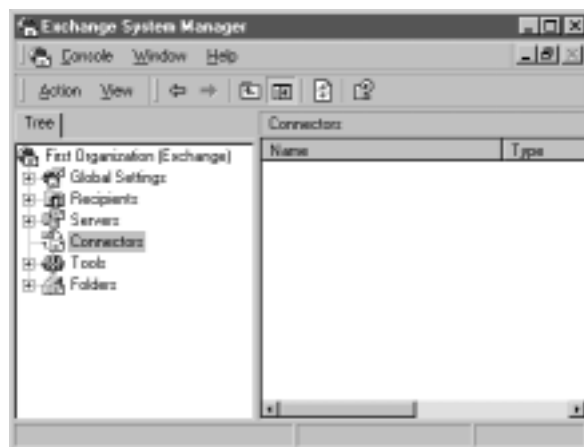 Exchange System Manager
Console Window Help
Action View
Tree
Connectors
First Organization (Exchange)
Global Settings
Recipients
Servers
Connectors
Tools
Folders
Name Type